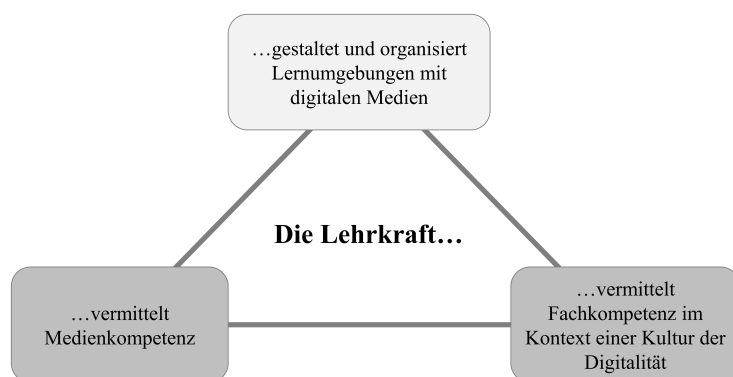 …gestaltet und organisiert
Lernumgebungen mit
digitalen Medien
Die Lehrkraft…
…vermittelt
Medienkompetenz
…vermittelt
Fachkompetenz im
Kontext einer Kultur der
Digitalität